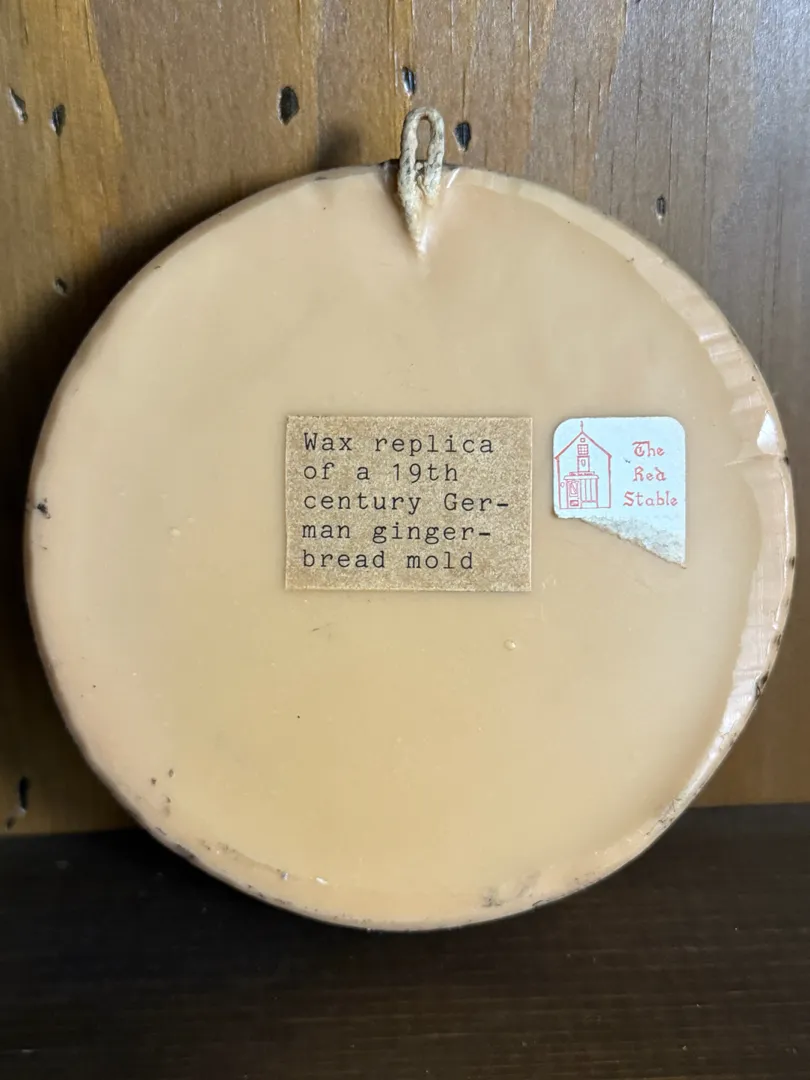 Wax replica
of a 19th
century Ger-
man ginger-
bread mold
The
Red
Stable